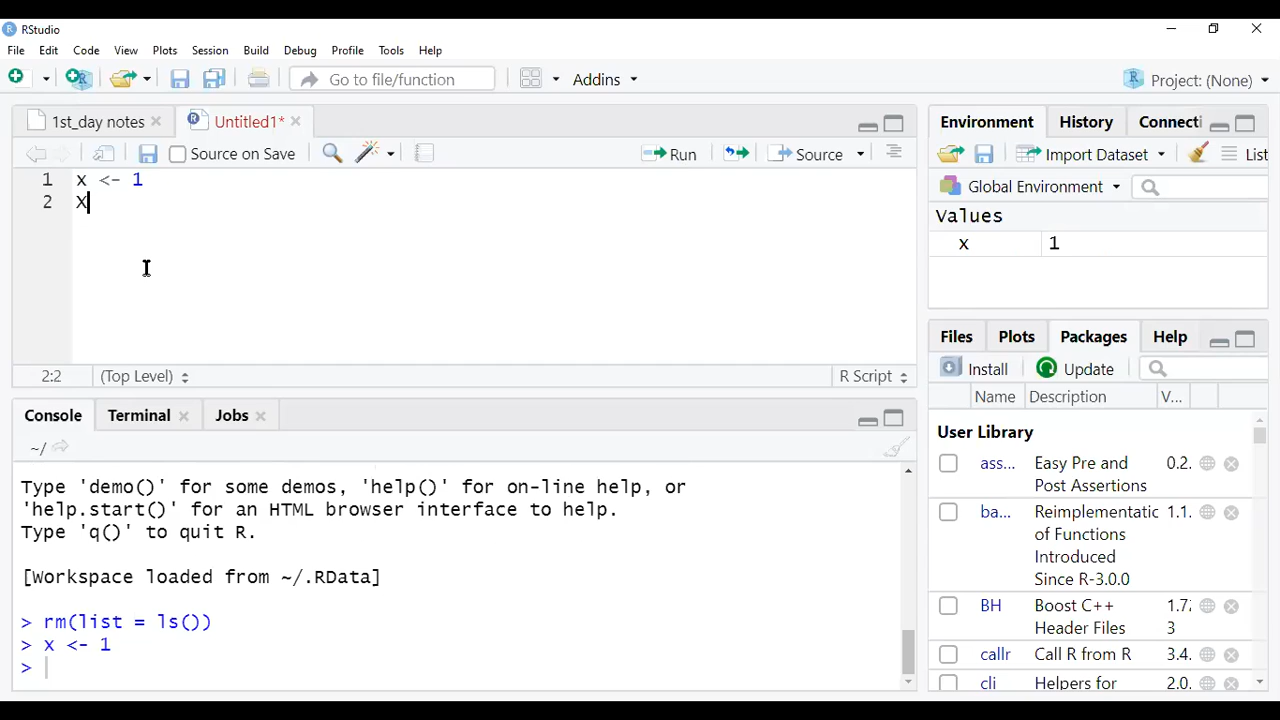 RStudio
File Edit Code View Plots Session Build Debug Profile Tools Help
Go to file/function Addins Project: (None)
1st_day notes Untitled1*
Source on Save Run Source
1 x <- 1
2 X
2:2 (Top Level) R Script
Console Terminal Jobs
~/
Type 'demo()' for some demos, 'help()' for on-line help, or
'help.start()' for an HTML browser interface to help.
Type 'q()' to quit R.
[Workspace loaded from ~/.RData]
> rm(list = ls())
> x <- 1
>
Environment History Connecti
Import Dataset List
Global Environment
Values
x 1
Files Plots Packages Help
Install Update
Name Description V...
User Library
ass... Easy Pre and 0.2.
Post Assertions
ba... Reimplementatic 1.1.
of Functions
Introduced
Since R-3.0.0
BH Boost C++ 1.7.
Header Files 3
callr Call R from R 3.4.
cli Helpers for 2.0.